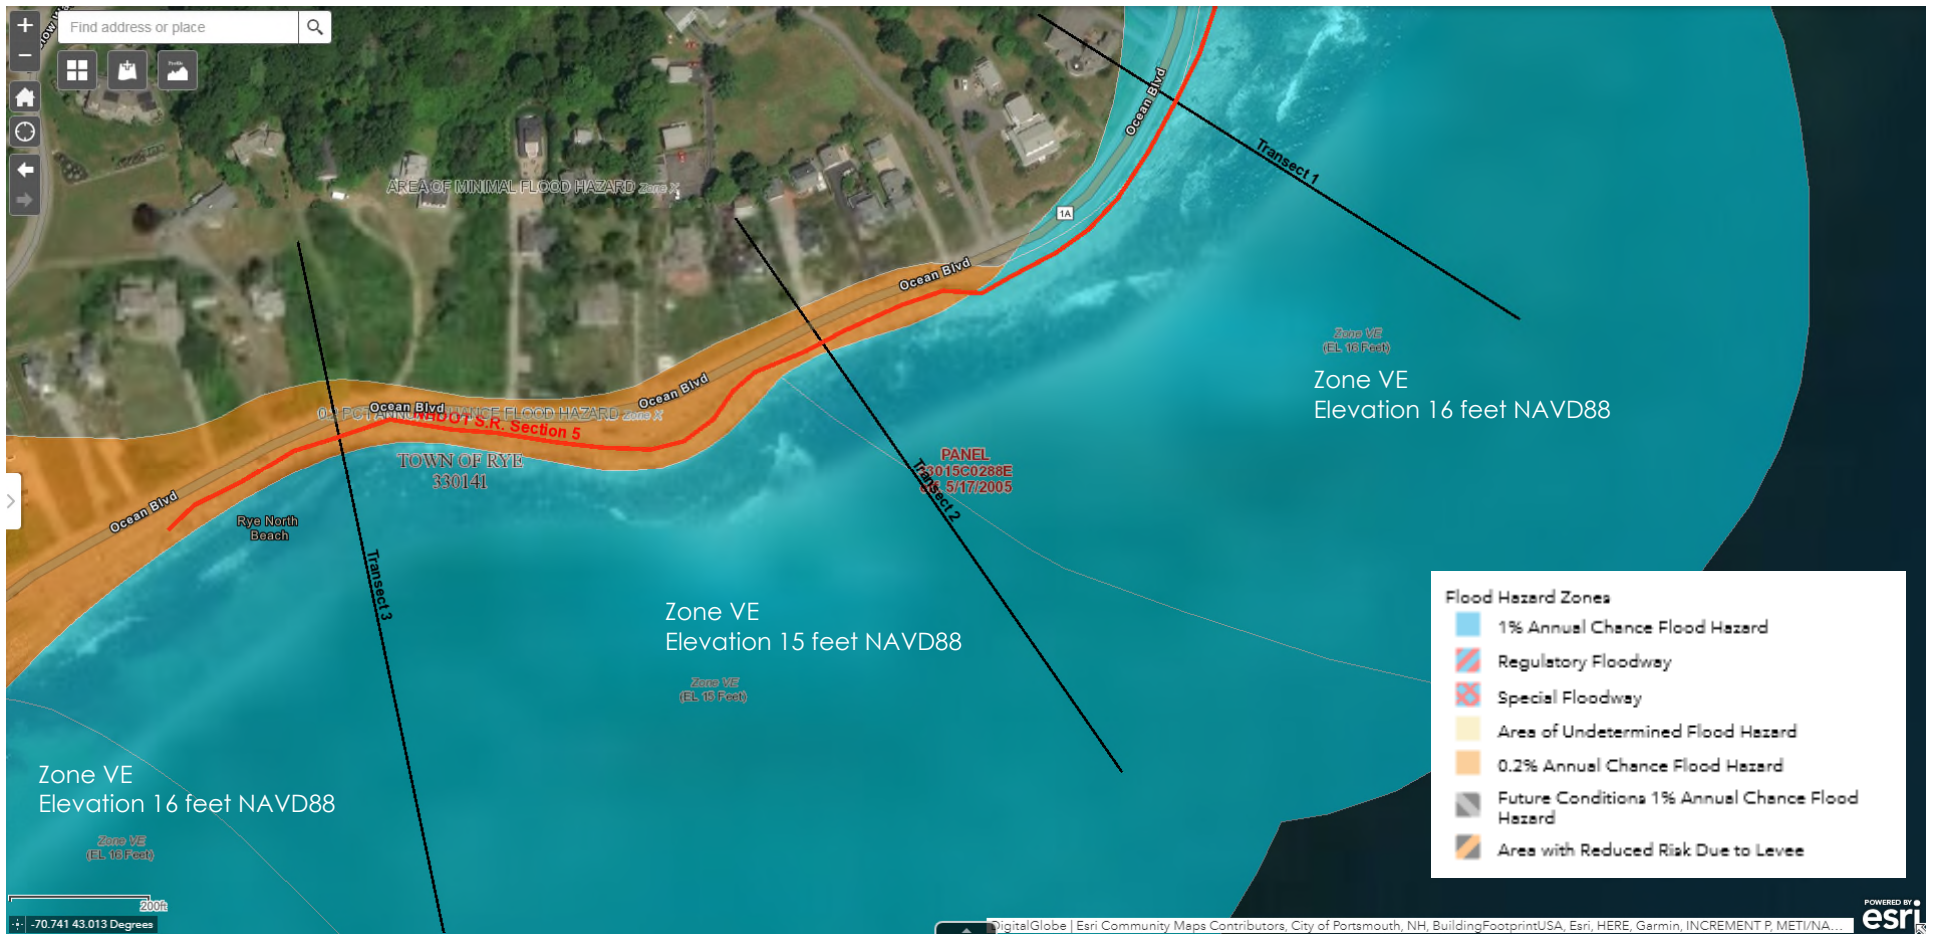 +
Find address or place
−
Profile
Ocean Blvd
Transect 1
AREA OF MINIMAL FLOOD HAZARD Zone X
1A
Ocean Blvd
Zone VE
(EL 16 Feet)
Zone VE
Elevation 16 feet NAVD88
Ocean Blvd
Ocean Blvd
FLOOD HAZARD Zone X
NHDOT S.R. Section 5
TOWN OF RYE
330141
PANEL
33015C0288E
eff. 5/17/2005
Transect 2
Ocean Blvd
Rye North
Beach
Transect 3
Zone VE
Elevation 15 feet NAVD88
Zone VE
(EL 15 Feet)
Zone VE
Elevation 16 feet NAVD88
Zone VE
(EL 16 Feet)
Flood Hazard Zones
1% Annual Chance Flood Hazard
Regulatory Floodway
Special Floodway
Area of Undetermined Flood Hazard
0.2% Annual Chance Flood Hazard
Future Conditions 1% Annual Chance Flood
Hazard
Area with Reduced Risk Due to Levee
200ft
-70.741 43.013 Degrees
DigitalGlobe | Esri Community Maps Contributors, City of Portsmouth, NH, BuildingFootprintUSA, Esri, HERE, Garmin, INCREMENT P, METI/NA...
POWERED BY
esri